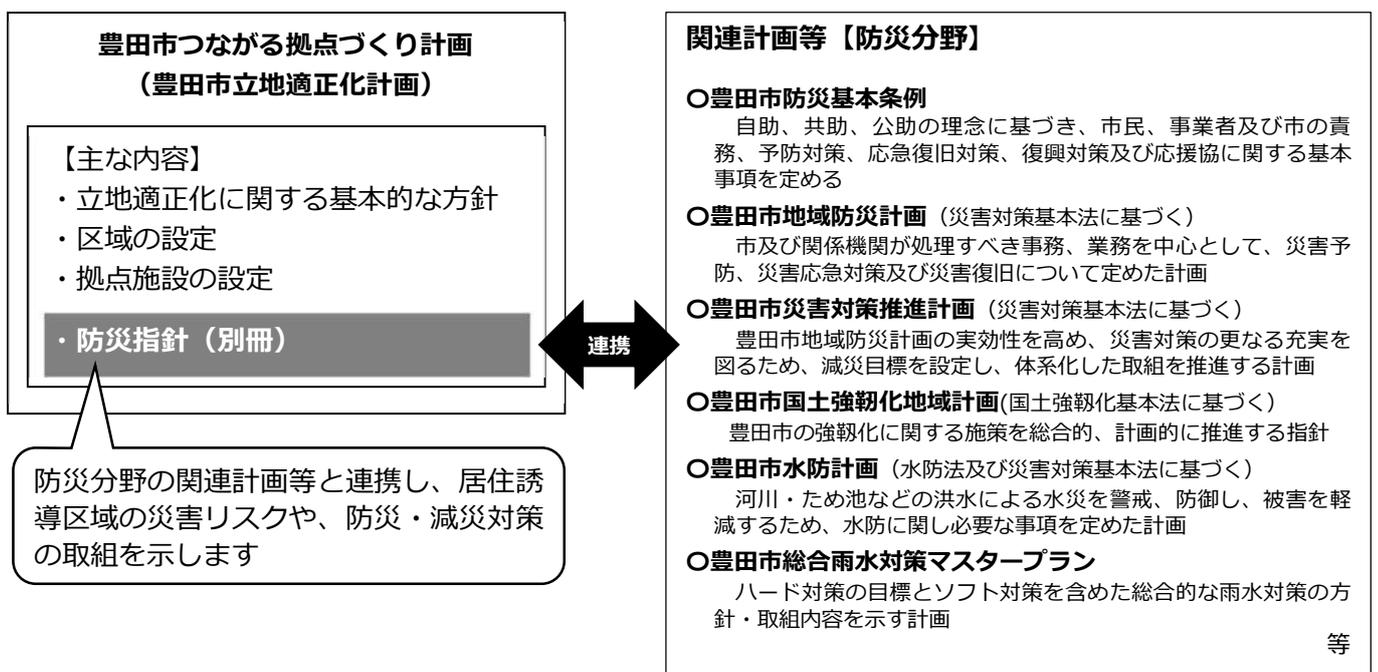 豊田市つながる拠点づくり計画
（豊田市立地適正化計画）
【主な内容】
・立地適正化に関する基本的な方針
・区域の設定
・拠点施設の設定
・防災指針（別冊）
防災分野の関連計画等と連携し、居住誘
導区域の災害リスクや、防災・減災対策
の取組を示します
連携
関連計画等【防災分野】
〇豊田市防災基本条例
自助、共助、公助の理念に基づき、市民、事業者及び市の責
務、予防対策、応急復旧対策、復興対策及び応援協に関する基本
事項を定める
〇豊田市地域防災計画（災害対策基本法に基づく）
市及び関係機関が処理すべき事務、業務を中心として、災害予
防、災害応急対策及び災害復旧について定めた計画
〇豊田市災害対策推進計画（災害対策基本法に基づく）
豊田市地域防災計画の実効性を高め、災害対策の更なる充実を
図るため、減災目標を設定し、体系化した取組を推進する計画
〇豊田市国土強靱化地域計画(国土強靱化基本法に基づく）
豊田市の強靱化に関する施策を総合的、計画的に推進する指針
〇豊田市水防計画（水防法及び災害対策基本法に基づく）
河川・ため池などの洪水による水災を警戒、防御し、被害を軽
減するため、水防に関し必要な事項を定めた計画
〇豊田市総合雨水対策マスタープラン
ハード対策の目標とソフト対策を含めた総合的な雨水対策の方
針・取組内容を示す計画
等